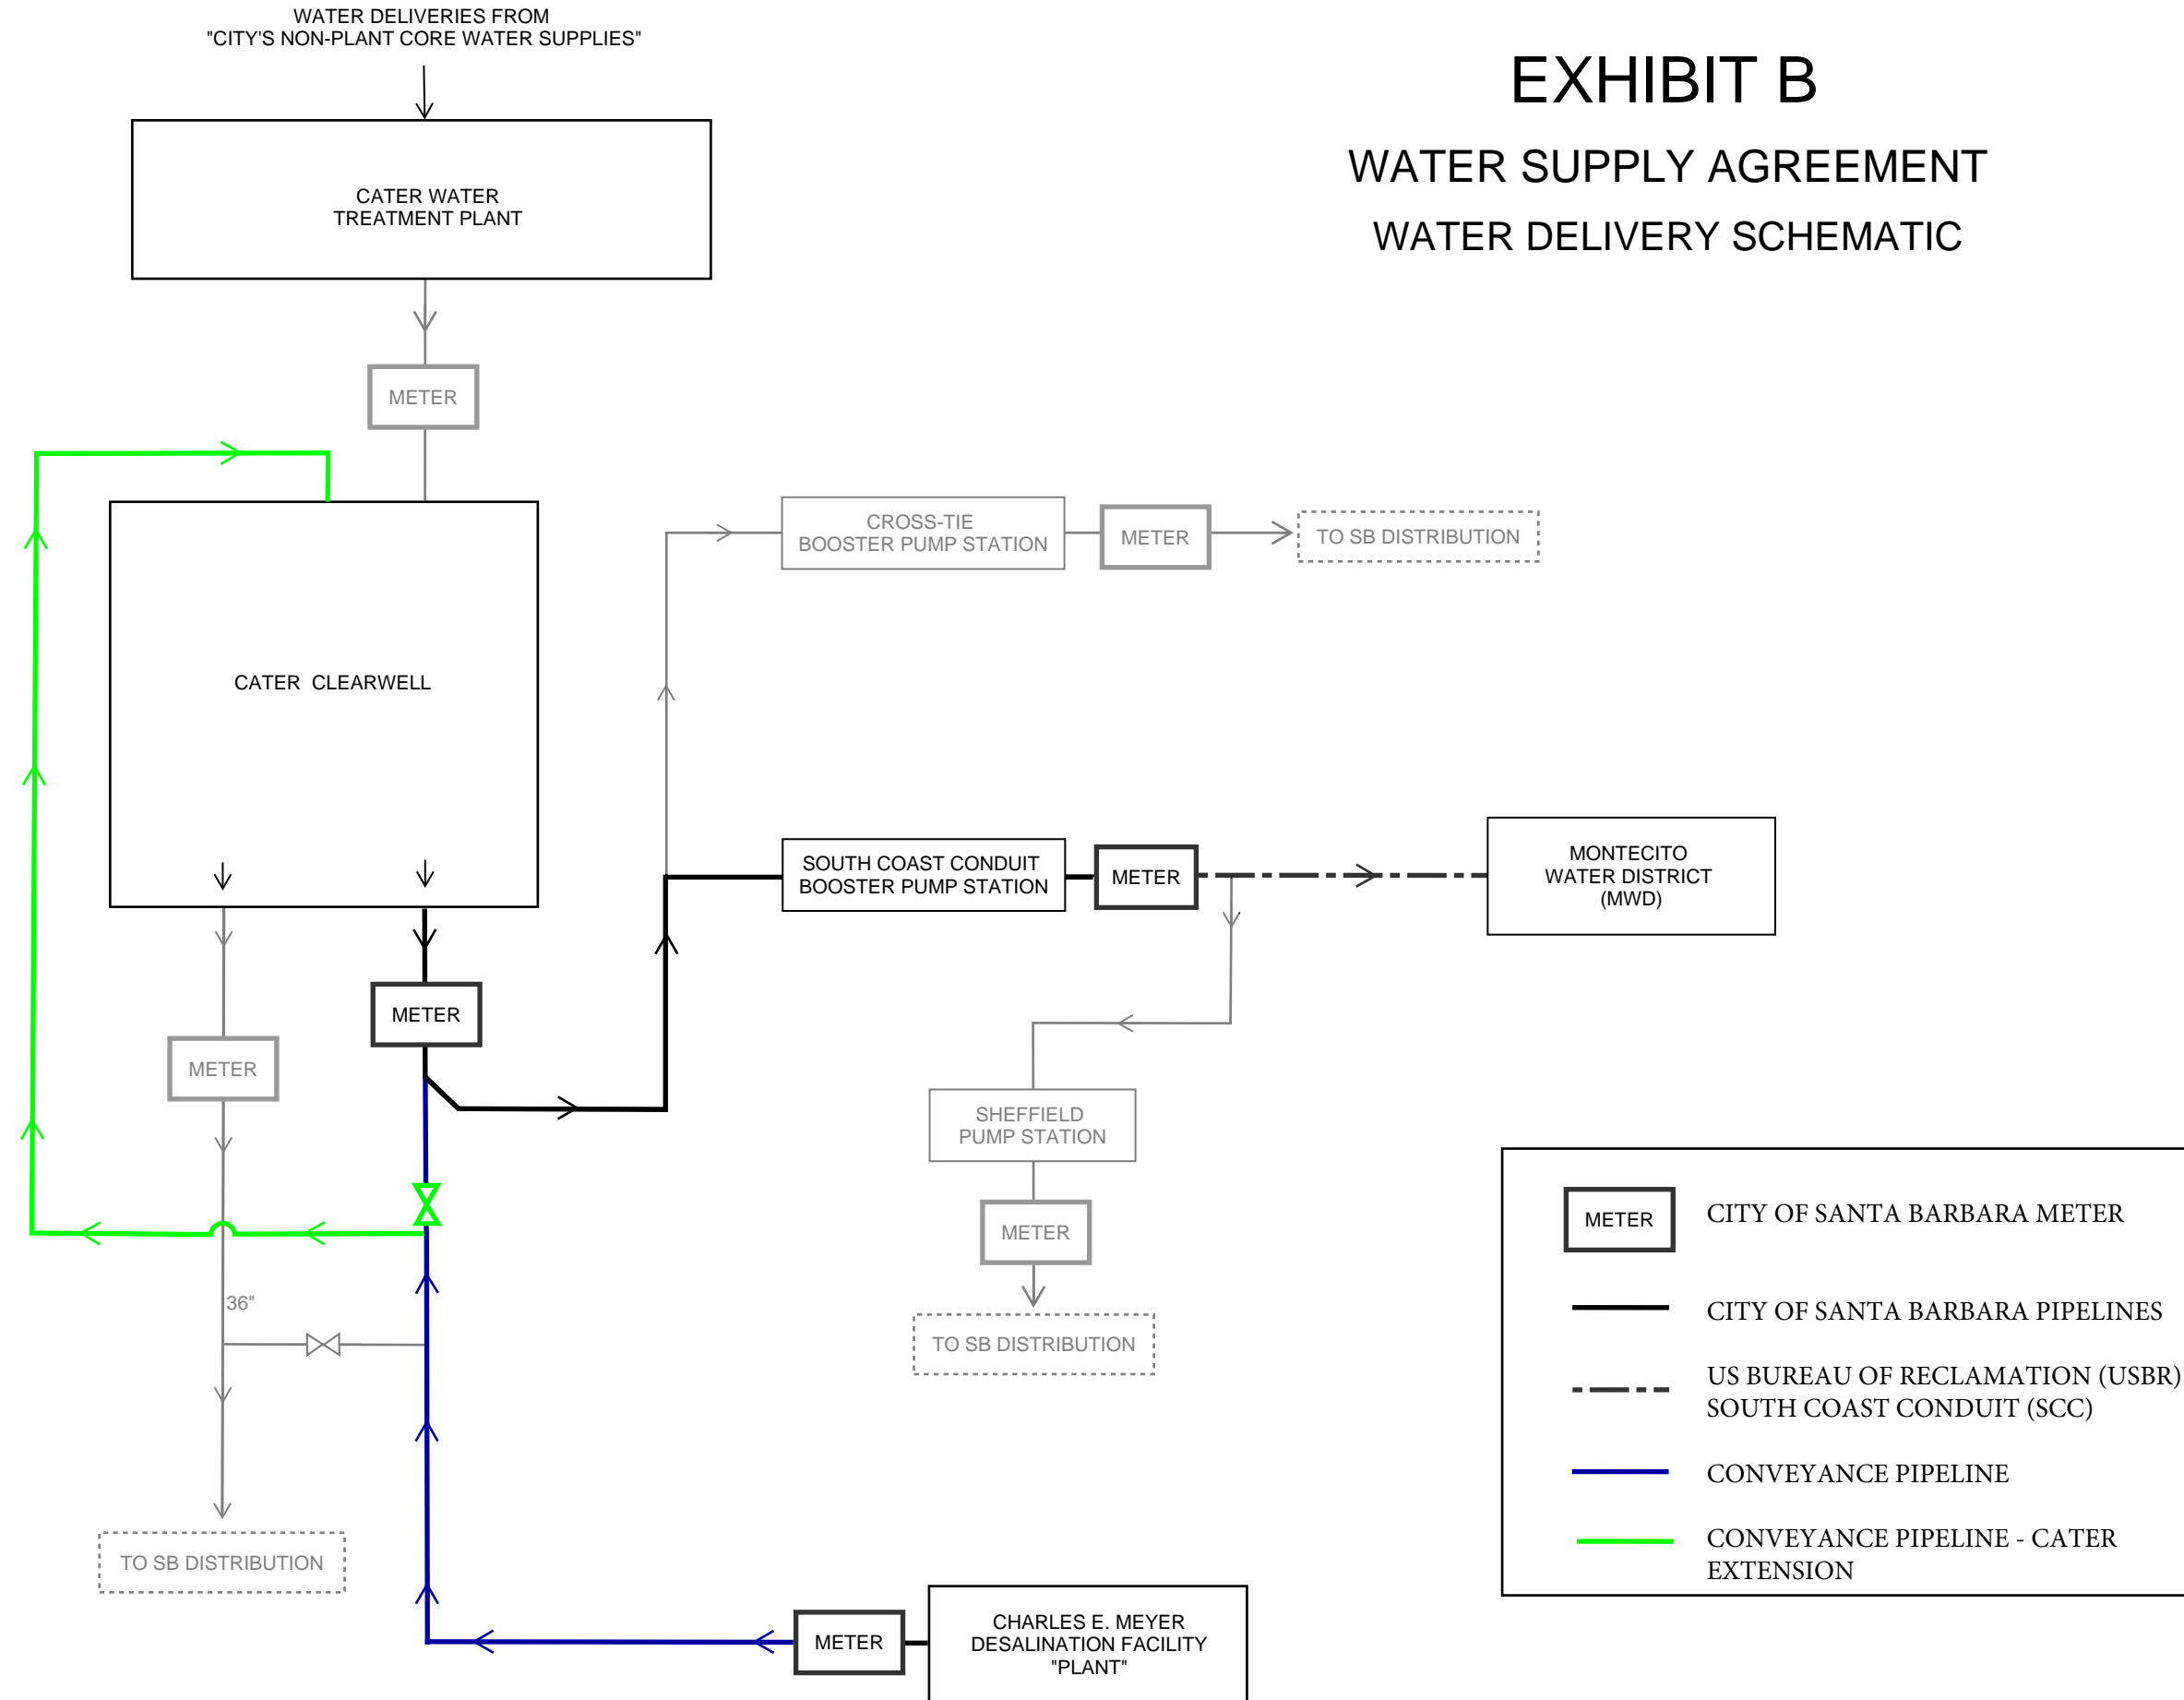 WATER DELIVERIES FROM
"CITY'S NON-PLANT CORE WATER SUPPLIES"
EXHIBIT B
WATER SUPPLY AGREEMENT
WATER DELIVERY SCHEMATIC
CATER WATER
TREATMENT PLANT
METER
CROSS-TIE
BOOSTER PUMP STATION
METER
TO SB DISTRIBUTION
CATER CLEARWELL
SOUTH COAST CONDUIT
BOOSTER PUMP STATION
METER
MONTECITO
WATER DISTRICT
(MWD)
METER
METER
SHEFFIELD
PUMP STATION
METER
TO SB DISTRIBUTION
36"
TO SB DISTRIBUTION
METER
CHARLES E. MEYER
DESALINATION FACILITY
"PLANT"
METER
CITY OF SANTA BARBARA METER
CITY OF SANTA BARBARA PIPELINES
US BUREAU OF RECLAMATION (USBR)
SOUTH COAST CONDUIT (SCC)
CONVEYANCE PIPELINE
CONVEYANCE PIPELINE - CATER
EXTENSION